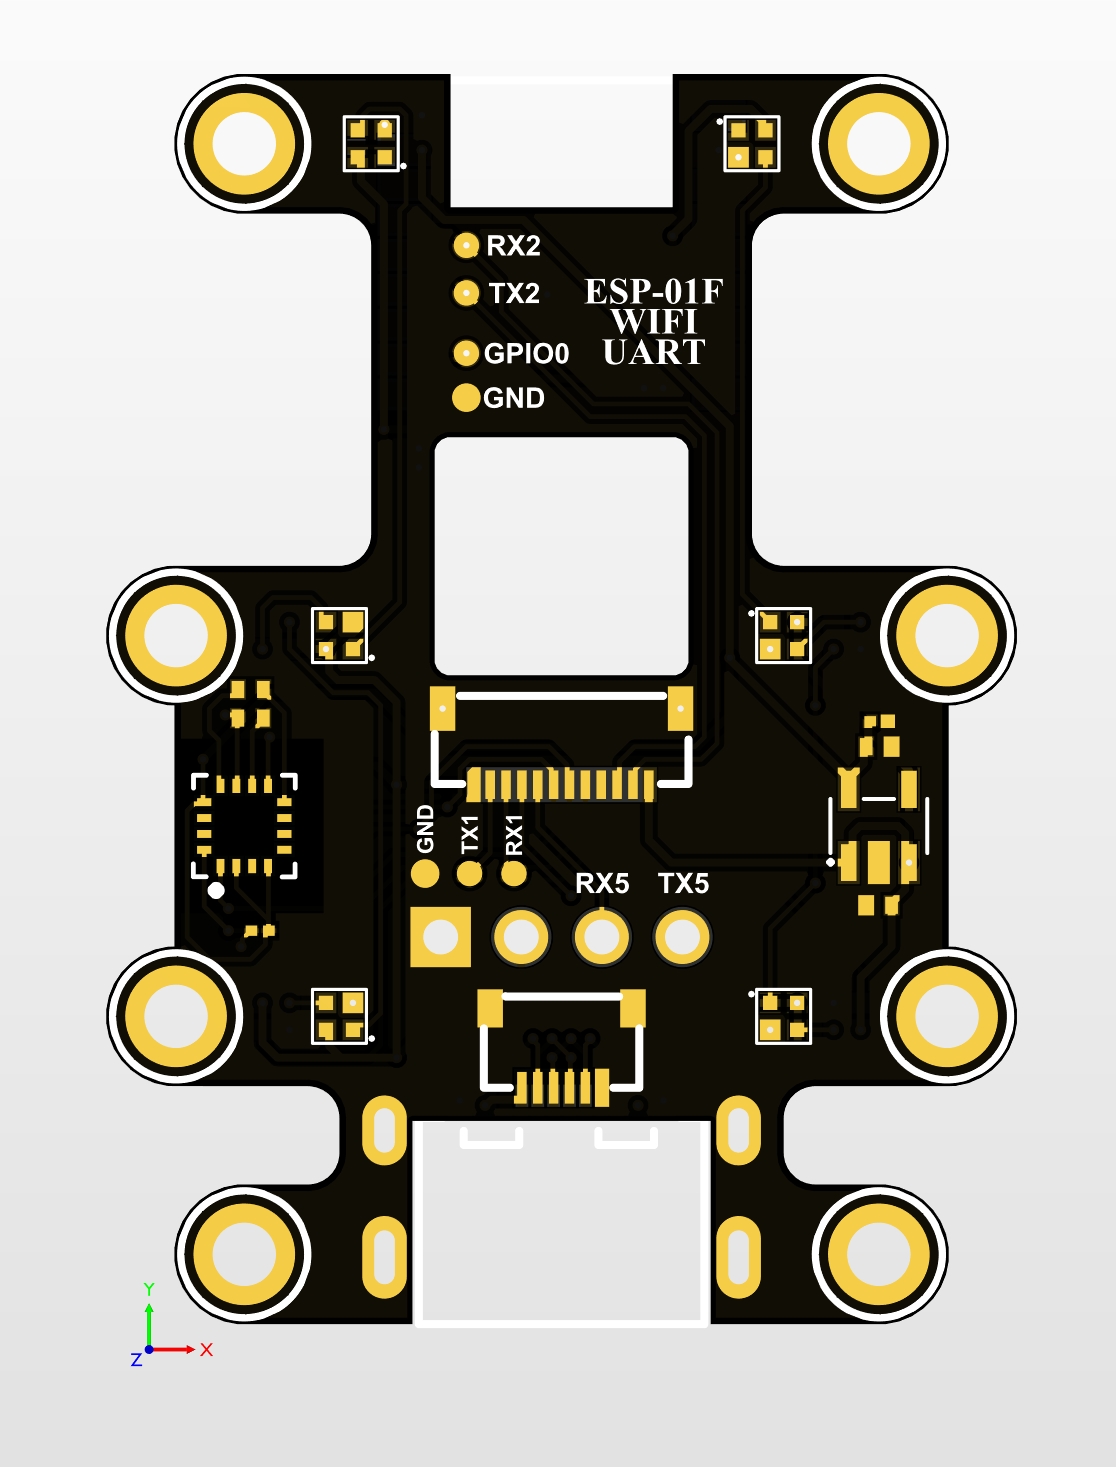 RX2
TX2
ESP-01F
WIFI
UART
GPIO0
GND
GND
TX1
RX1
RX5
TX5
Y
Z
X